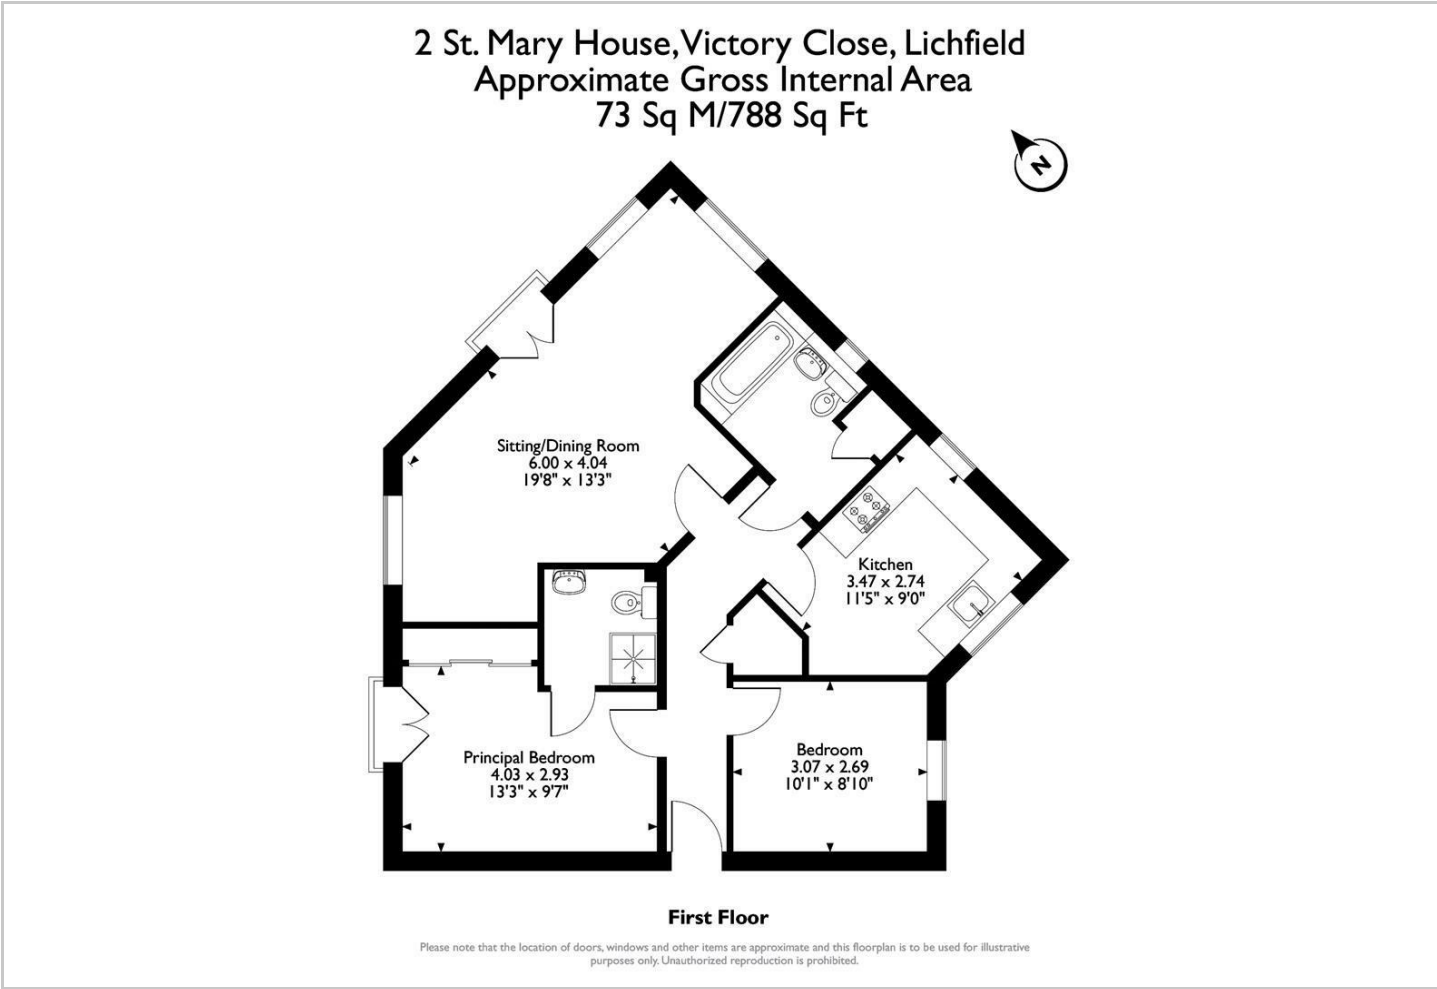 2 St. Mary House, Victory Close, Lichfield
Approximate Gross Internal Area
73 Sq M/788 Sq Ft
N
Sitting/Dining Room
6.00 x 4.04
19'8" x 13'3"
Kitchen
3.47 x 2.74
11'5" x 9'0"
Principal Bedroom
4.03 x 2.93
13'3" x 9'7"
Bedroom
3.07 x 2.69
10'1" x 8'10"
First Floor
Please note that the location of doors, windows and other items are approximate and this floorplan is to be used for illustrative
purposes only. Unauthorized reproduction is prohibited.